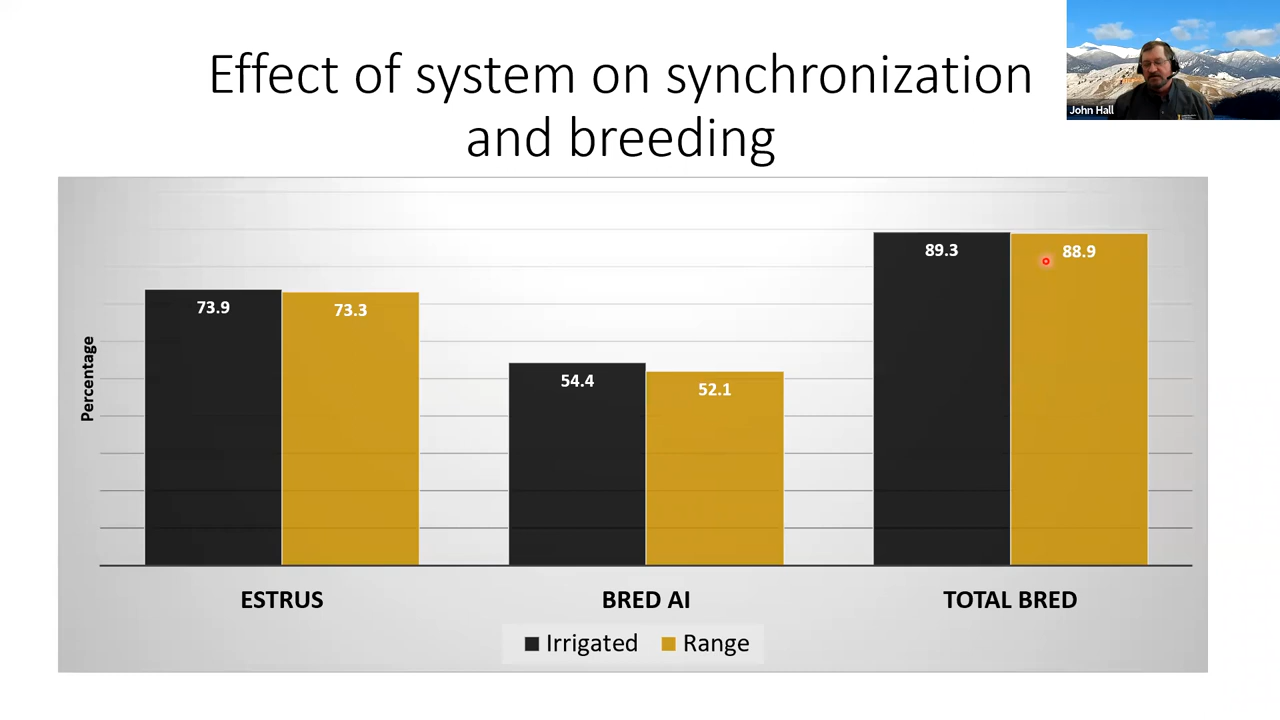 Effect of system on synchronization
and breeding
John Hall
Percentage
73.9
73.3
54.4
52.1
89.3
88.9
ESTRUS
BRED AI
TOTAL BRED
Irrigated
Range